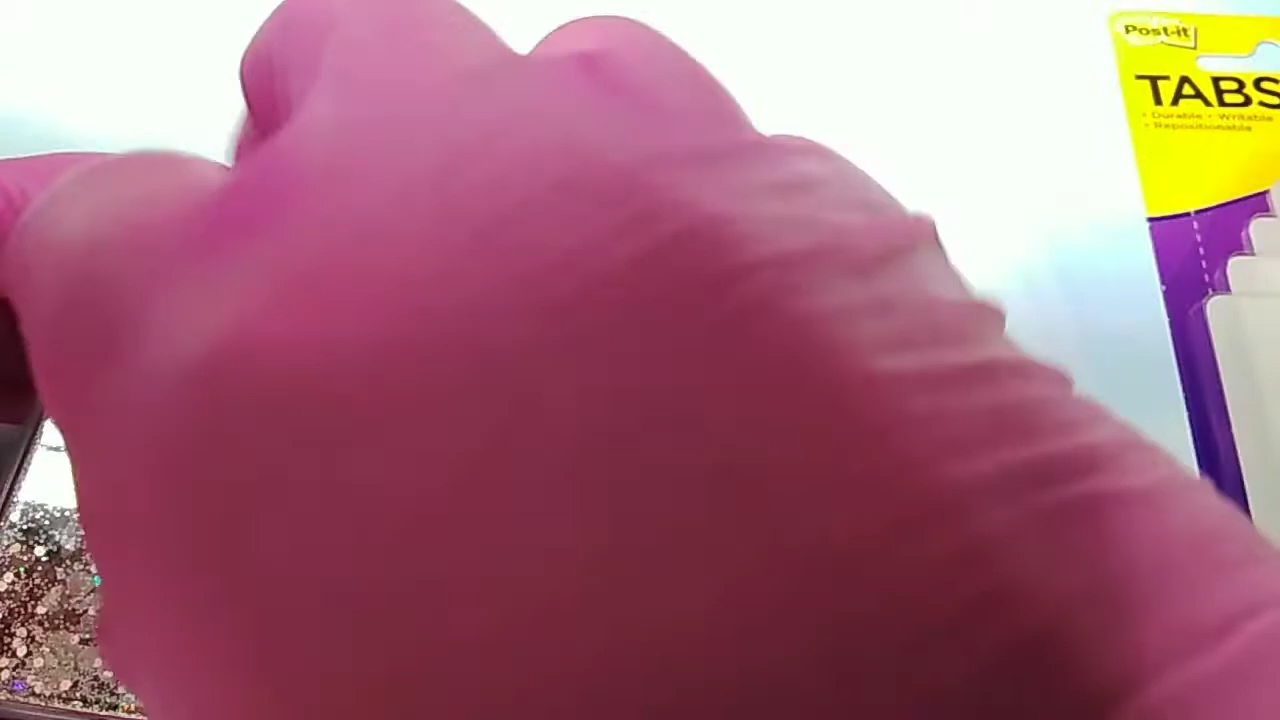 Post-it
TABS
• Durable • Writable
• Repositionable